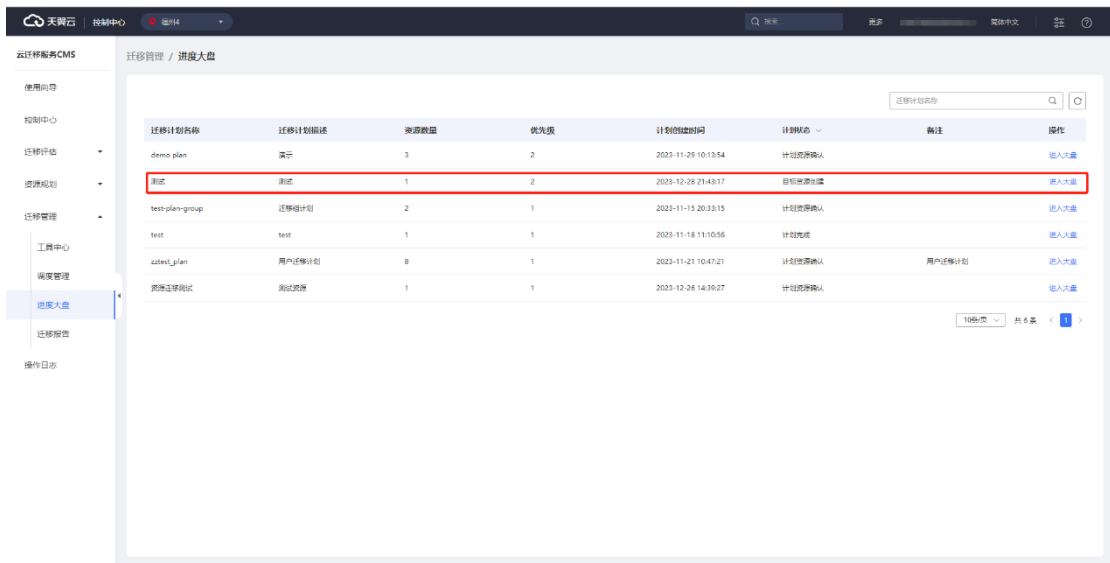 天翼云 控制中心 福州4 搜索 更多 简体中文
云迁移服务CMS
迁移管理 / 进度大盘
使用向导
控制中心
迁移评估
资源规划
迁移管理
工具中心
调度管理
进度大盘
迁移报告
操作日志
迁移计划名称
迁移计划名称 迁移计划描述 资源数量 优先级 计划创建时间 计划状态 备注 操作
demo plan 演示 3 2 2023-11-29 10:13:54 计划资源确认 进入大盘
测试 测试 1 2 2023-12-28 21:43:17 目标资源创建 进入大盘
test-plan-group 迁移组计划 2 1 2023-11-15 20:33:15 计划资源确认 进入大盘
test test 1 1 2023-11-18 11:10:56 计划完成 进入大盘
zztest_plan 用户迁移计划 8 1 2023-11-21 10:47:21 计划资源确认 用户迁移计划 进入大盘
资源迁移测试 测试资源 1 1 2023-12-26 14:39:27 计划资源确认 进入大盘
10条/页 共 6 条 < 1 >